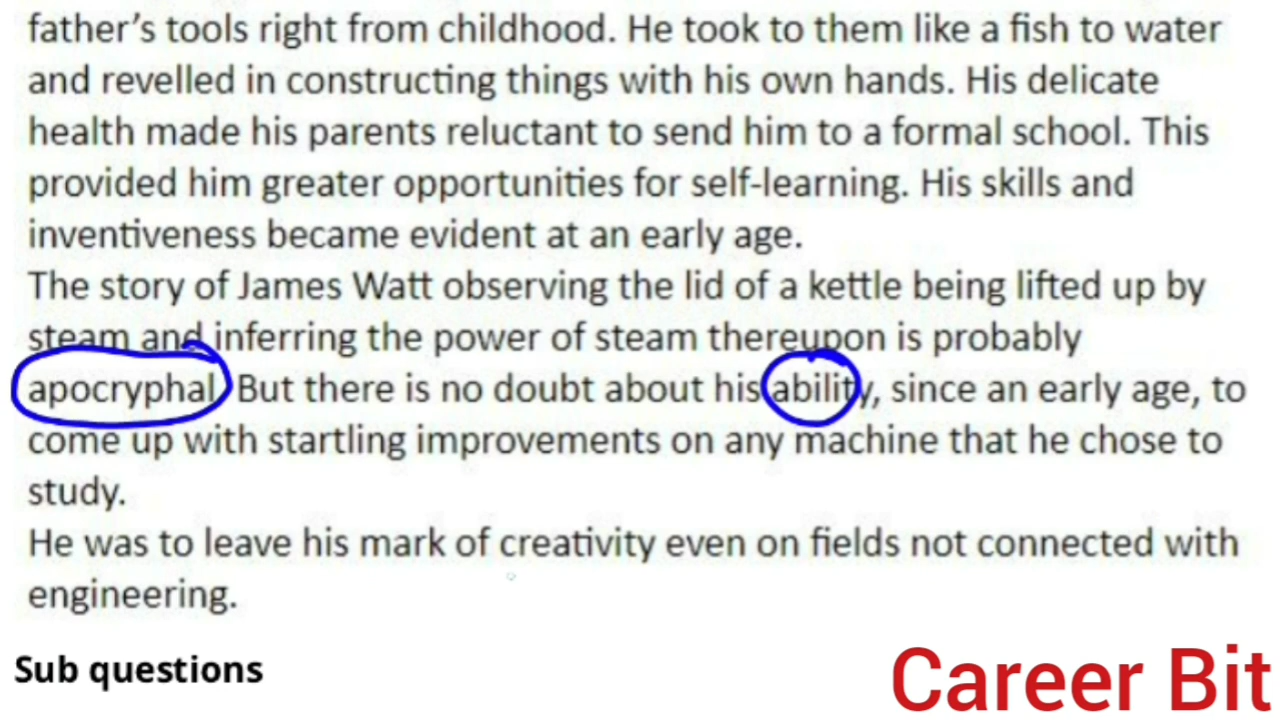 father’s tools right from childhood. He took to them like a fish to water
and revelled in constructing things with his own hands. His delicate
health made his parents reluctant to send him to a formal school. This
provided him greater opportunities for self-learning. His skills and
inventiveness became evident at an early age.
The story of James Watt observing the lid of a kettle being lifted up by
steam and inferring the power of steam thereupon is probably
apocryphal. But there is no doubt about his ability, since an early age, to
come up with startling improvements on any machine that he chose to
study.
He was to leave his mark of creativity even on fields not connected with
engineering.
Sub questions
Career Bit